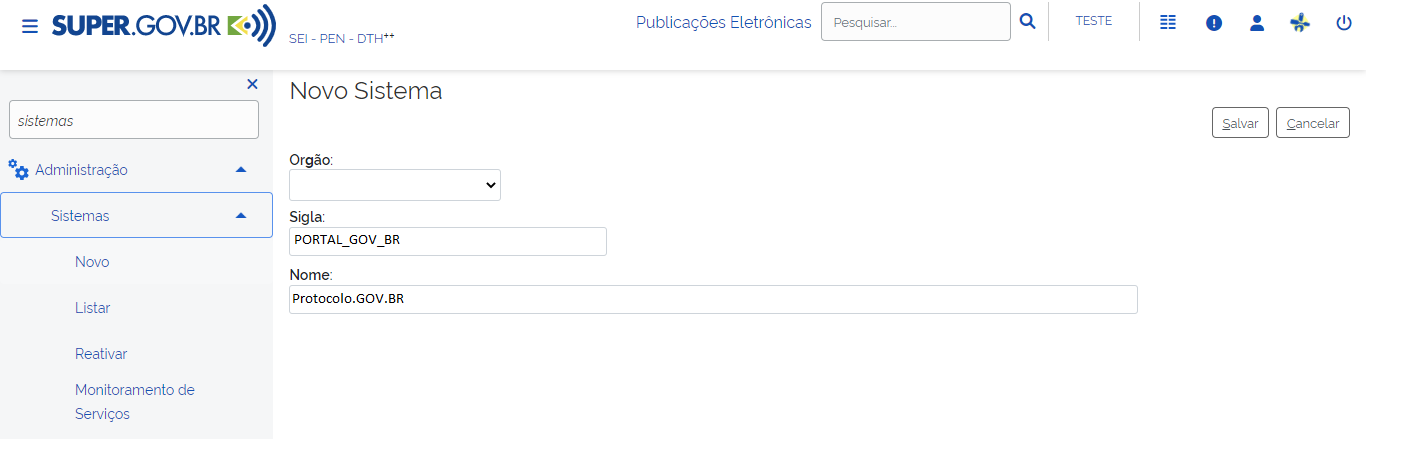 SUPER.GOV.BR
SEI - PEN - DTH++
Publicações Eletrônicas
Pesquisar...
TESTE
sistemas
Administração
Sistemas
Novo
Listar
Reativar
Monitoramento de
Serviços
Novo Sistema
Salvar
Cancelar
Orgão:
Sigla:
PORTAL_GOV_BR
Nome:
Protocolo.GOV.BR